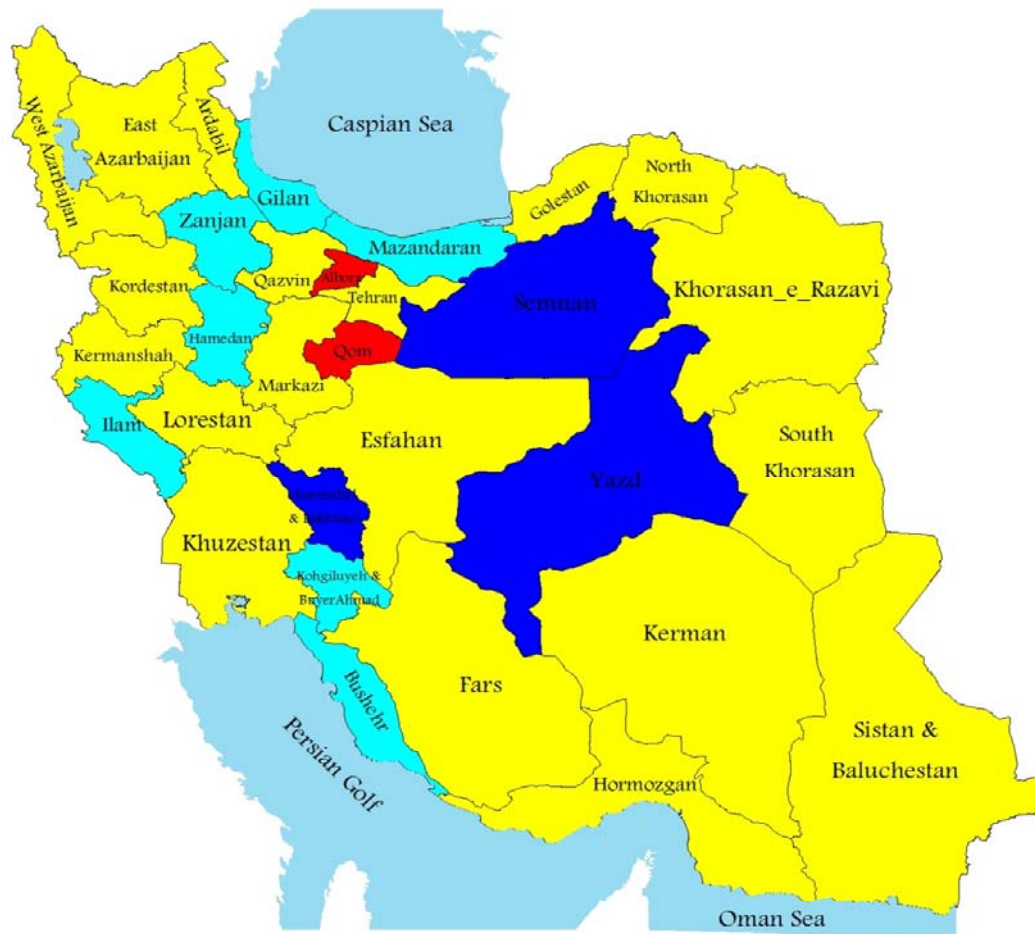 Caspian Sea
West Azarbaijan
East
Azarbaijan
Ardabil
Gilan
Zanjan
Mazandaran
Golestan
North
Khorasan
Qazvin
Alborz
Tehran
Semnan
Khorasan_e_Razavi
Kordestan
Hamedan
Qom
Kermanshah
Markazi
Ilam
Lorestan
Esfahan
South
Khorasan
Yazd
& Bakhtiari
Khuzestan
Kohgiluyeh &
BuyerAhmad
Kerman
Fars
Bushehr
Sistan &
Baluchestan
Persian Golf
Hormozgan
Oman Sea